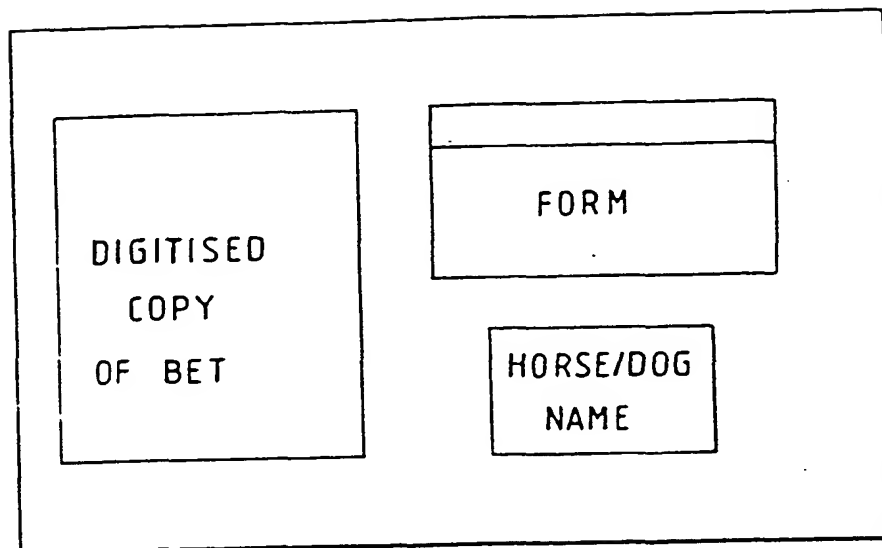 DIGITISED
COPY
OF BET
FORM
HORSE/DOG
NAME